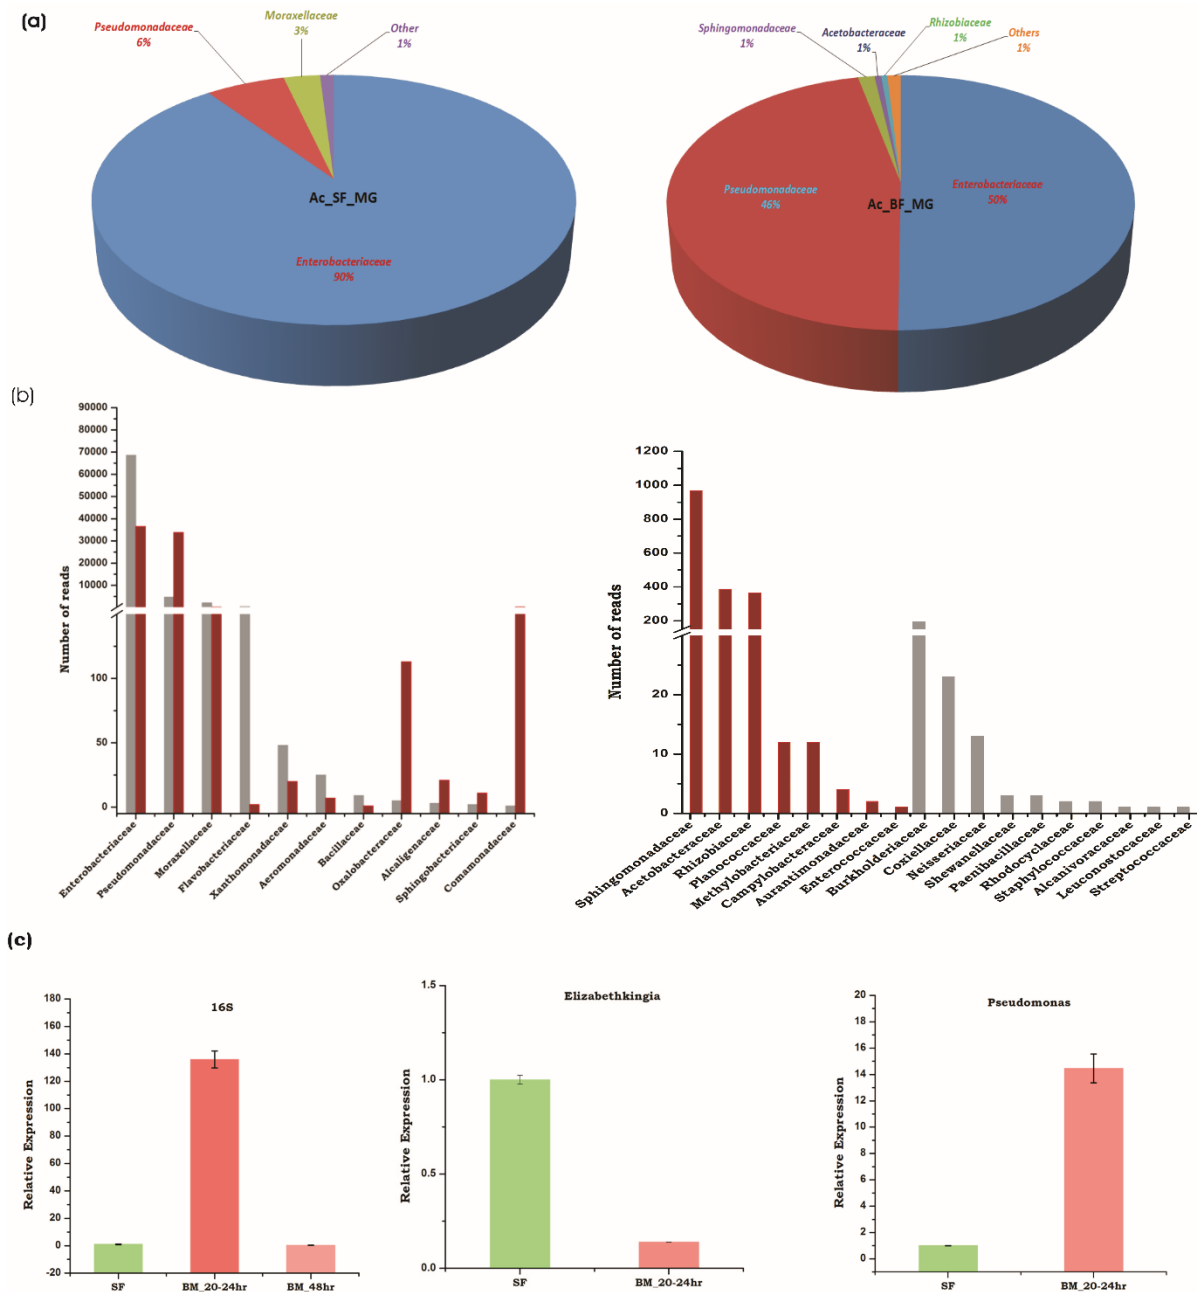 (a)
Pseudomonadaceae
6%
Moraxellaceae
3%
Other
1%
Ac_SF_MG
Enterobacteriaceae
90%
Sphingomonadaceae
1%
Acetobacteraceae
1%
Rhizobiaceae
1%
Others
1%
Pseudomonadaceae
46%
Enterobacteriaceae
50%
Ac_BF_MG
(b)
Number of reads
90000
80000
70000
60000
50000
40000
30000
20000
10000
100
50
0
Enterobacteriaceae
Pseudomonadaceae
Moraxellaceae
Flavobacteriaceae
Xanthomonadaceae
Aeromonadaceae
Bacillaceae
Oxalobacteraceae
Alcaligenaceae
Sphingobacteriaceae
Comamonadaceae
Number of reads
1200
1000
800
600
400
200
20
10
0
Sphingomonadaceae
Acetobacteraceae
Rhizobiaceae
Planococcaceae
Methylobacteriaceae
Campylobacteraceae
Aurantimonadaceae
Enterococcaceae
Burkholderiaceae
Coxiellaceae
Neisseriaceae
Shewanellaceae
Paenibacillaceae
Rhodocyclaceae
Staphylococcaceae
Alcanivoraceae
Leuconostocaceae
Streptococcaceae
(c)
16S
Relative Expression
180
160
140
120
100
80
60
40
20
0
-20
SF
BM_20-24hr
BM_48hr
Elizabethkingia
Relative Expression
1.5
1.0
0.5
0.0
SF
BM_20-24hr
Pseudomonas
Relative Expression
20
18
16
14
12
10
8
6
4
2
0
SF
BM_20-24hr